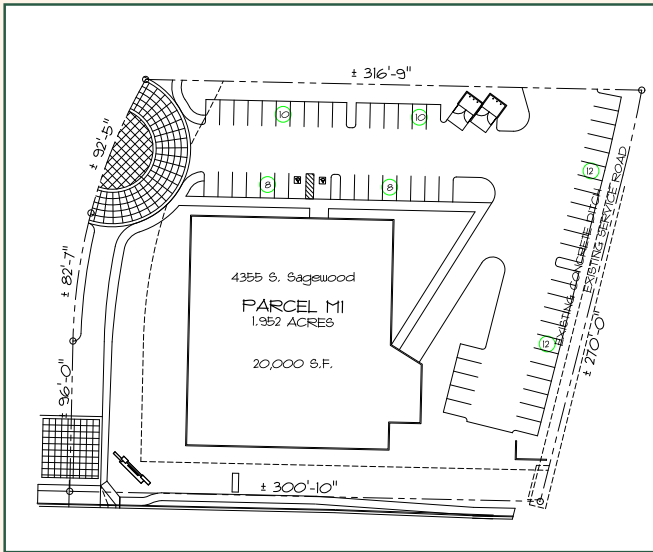 ± 316'-9"
10
10
± 92'-5"
12
8
8
EXISTING CONCRETE DITCH
EXISTING SERVICE ROAD
± 82'-7"
4355 S. Sagewood
PARCEL M1
1.952 ACRES
20,000 S.F.
12
± 270'-0"
± 96'-0"
± 300'-10"